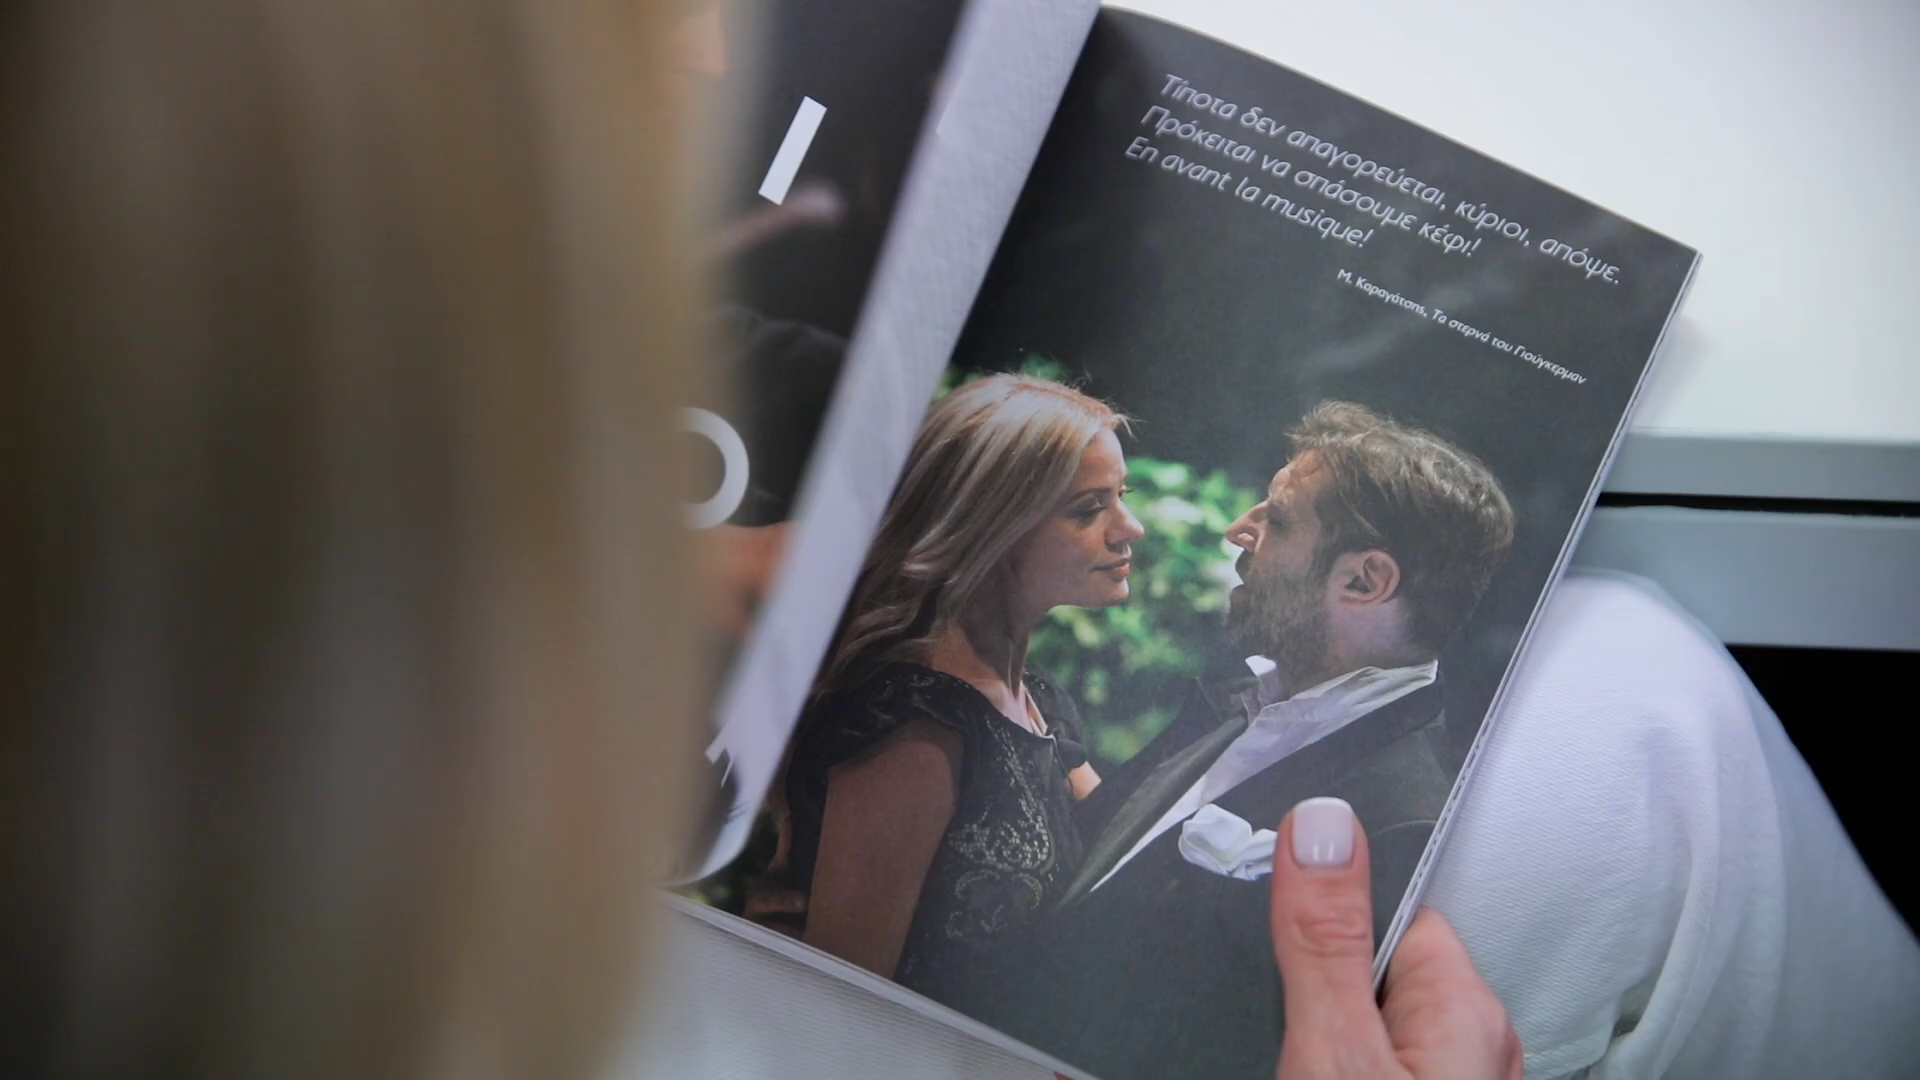 Τίποτα δεν απαγορεύεται, κύριοι, απόψε.
Πρόκειται να σπάσουμε κέφι!
En avant la musique!
Μ. Καραγάτσης, Τα στερνά του Γιούγκερμαν